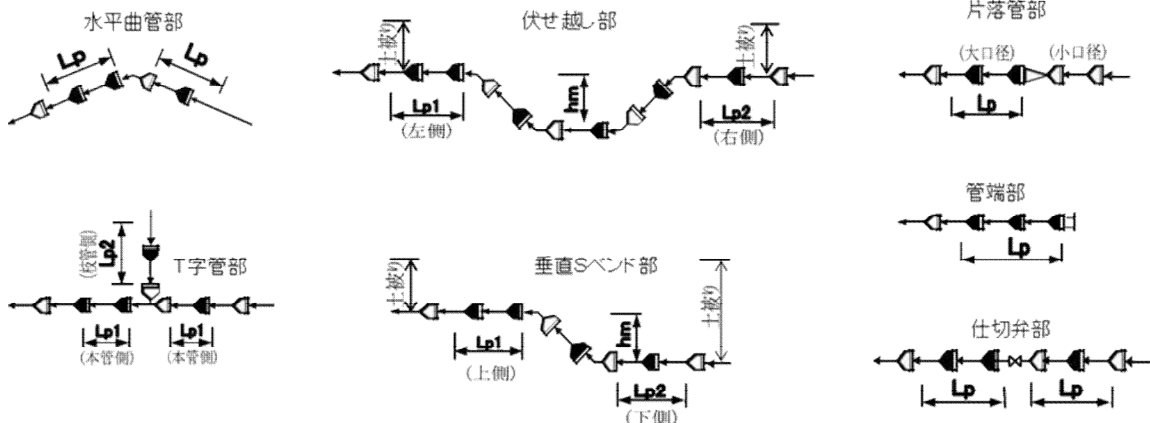 水平曲管部
Lp
Lp
伏せ越し部
土被り
土被り
hm
Lp1
(左側)
Lp2
(右側)
片落管部
(大口径)
(小口径)
Lp
T字管部
(枝管側)
Lp2
Lp1
(本管側)
Lp1
(本管側)
垂直Sベンド部
土被り
土被り
hm
Lp1
(上側)
Lp2
(下側)
管端部
Lp
仕切弁部
Lp
Lp